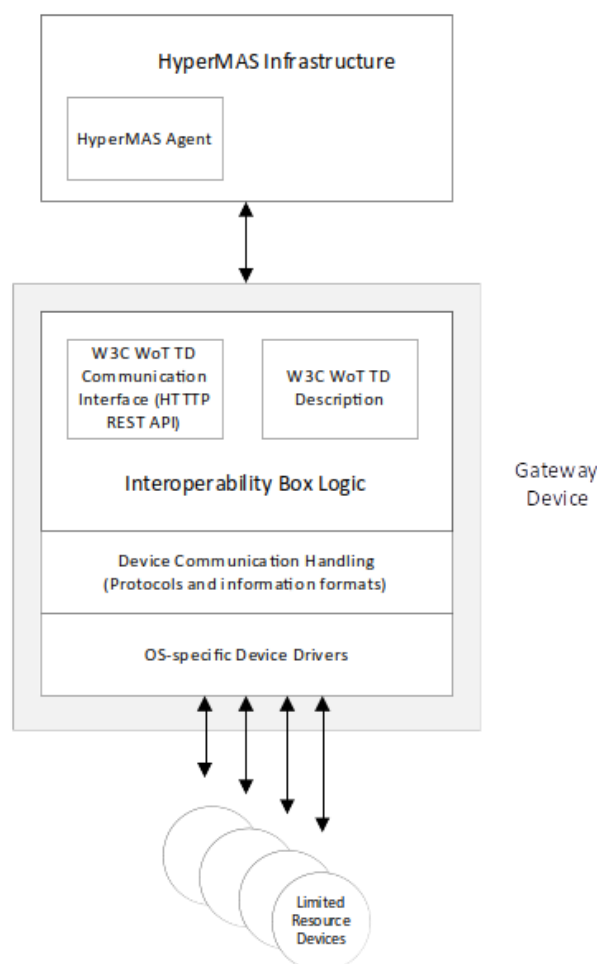 HyperMAS Infrastructure
HyperMAS Agent
W3C WoT TD
Communication
Interface (HTTTP
REST API)
W3C WoT TD
Description
Interoperability Box Logic
Gateway
Device
Device Communication Handling
(Protocols and information formats)
OS-specific Device Drivers
Limited
Resource
Devices